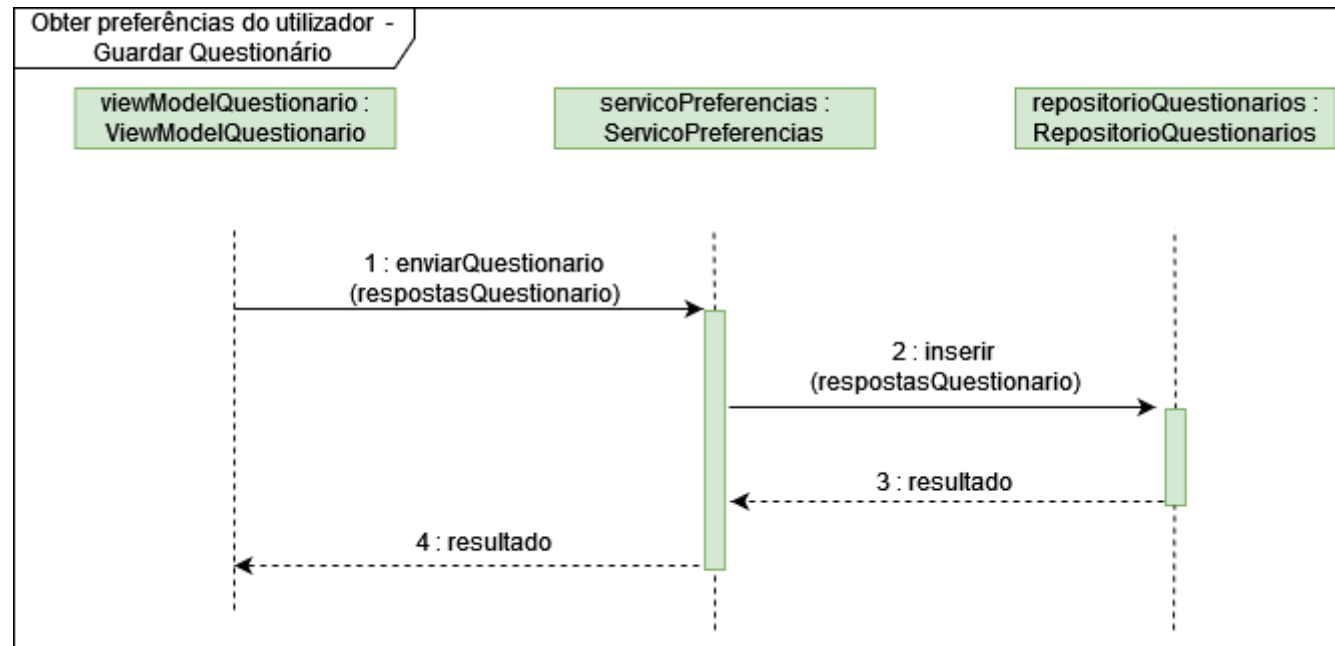 Obter preferências do utilizador -
Guardar Questionário
viewModelQuestionario :
ViewModelQuestionario
servicoPreferencias :
ServicoPreferencias
repositorioQuestionarios :
RepositorioQuestionarios
1 : enviarQuestionario
(respostasQuestionario)
2 : inserir
(respostasQuestionario)
3 : resultado
4 : resultado